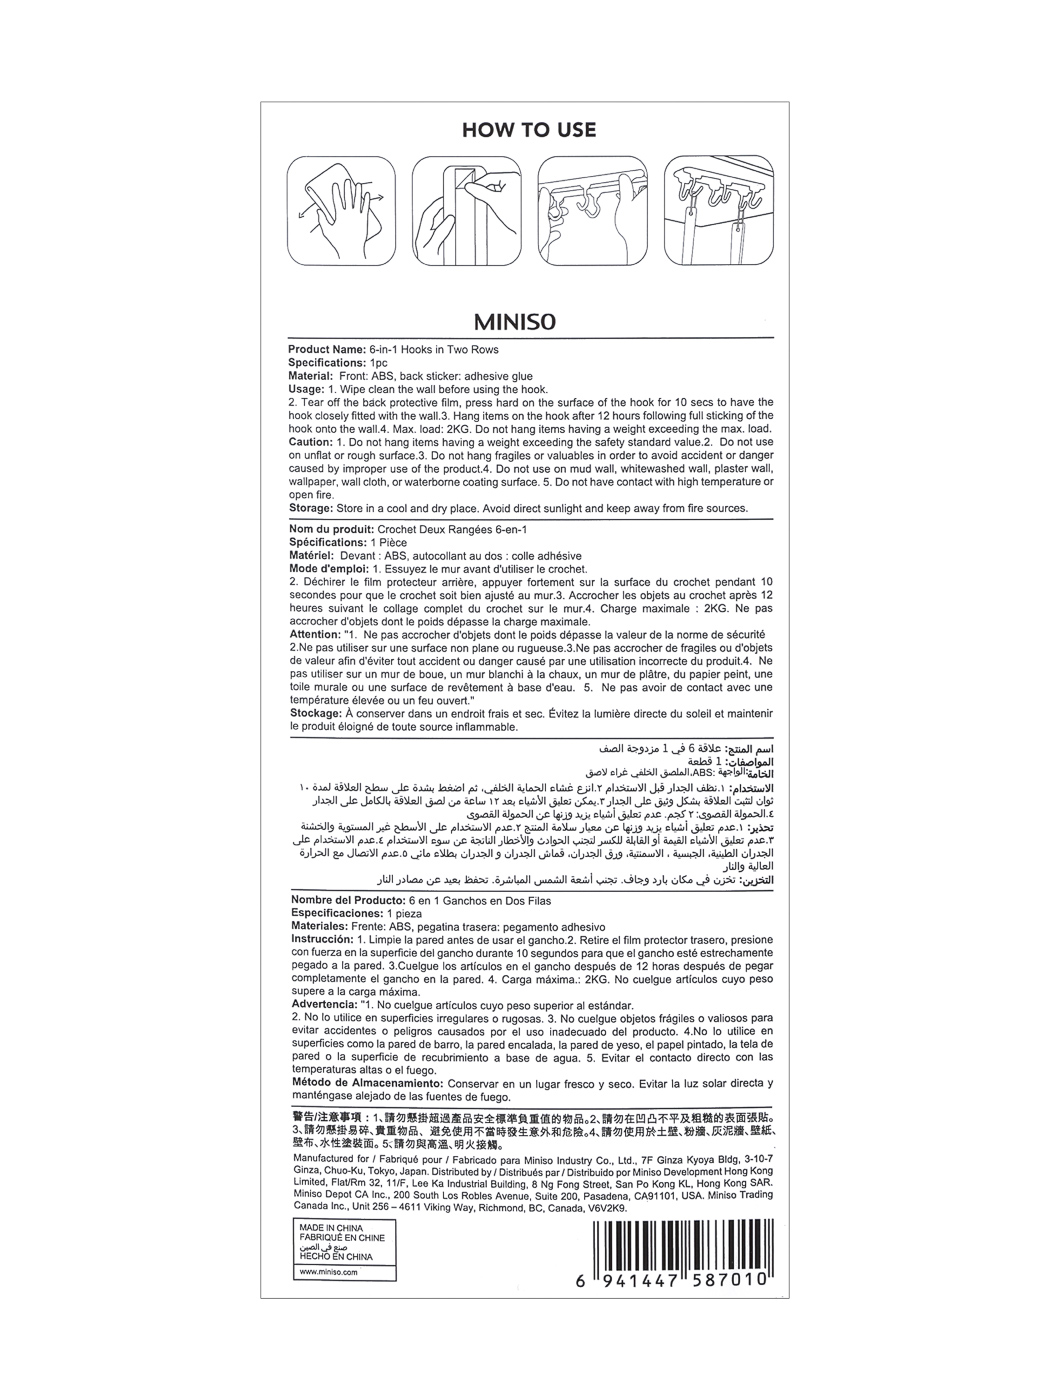 HOW TO USE
MINISO
Product Name: 6-in-1 Hooks in Two Rows
Specifications: 1pc
Material: Front: ABS, back sticker: adhesive glue
Usage: 1. Wipe clean the wall before using the hook.
2. Tear off the back protective film, press hard on the surface of the hook for 10 secs to have the
hook closely fitted with the wall.3. Hang items on the hook after 12 hours following full sticking of the
hook onto the wall.4. Max. load: 2KG. Do not hang items having a weight exceeding the max. load.
Caution: 1. Do not hang items having a weight exceeding the safety standard value.2. Do not use
on unflat or rough surface.3. Do not hang fragiles or valuables in order to avoid accident or danger
caused by improper use of the product.4. Do not use on mud wall, whitewashed wall, plaster wall,
wallpaper, wall cloth, or waterborne coating surface. 5. Do not have contact with high temperature or
open fire.
Storage: Store in a cool and dry place. Avoid direct sunlight and keep away from fire sources.
Nom du produit: Crochet Deux Rangées 6-en-1
Spécifications: 1 Pièce
Matériel: Devant : ABS, autocollant au dos : colle adhésive
Mode d'emploi: 1. Essuyez le mur avant d'utiliser le crochet.
2. Déchirer le film protecteur arrière, appuyer fortement sur la surface du crochet pendant 10
secondes pour que le crochet soit bien ajusté au mur.3. Accrocher les objets au crochet après 12
heures suivant le collage complet du crochet sur le mur.4. Charge maximale : 2KG. Ne pas
accrocher d'objets dont le poids dépasse la charge maximale.
Attention: "1. Ne pas accrocher d'objets dont le poids dépasse la valeur de la norme de sécurité
2.Ne pas utiliser sur une surface non plane ou rugueuse.3.Ne pas accrocher de fragiles ou d'objets
de valeur afin d'éviter tout accident ou danger causé par une utilisation incorrecte du produit.4. Ne
pas utiliser sur un mur de boue, un mur blanchi à la chaux, un mur de plâtre, du papier peint, une
toile murale ou une surface de revêtement à base d'eau. 5. Ne pas avoir de contact avec une
température élevée ou un feu ouvert."
Stockage: À conserver dans un endroit frais et sec. Évitez la lumière directe du soleil et maintenir
le produit éloigné de toute source inflammable.
اسم المنتج: علاقة 6 في 1 مزدوجة الصف
المواصفات: 1 قطعة
الخامة:الواجهة: ABS،الملصق الخلفي غراء لاصق
الاستخدام: ١.نظف الجدار قبل الاستخدام ٢.انزع غشاء الحماية الخلفي، ثم اضغط بشدة على سطح العلاقة لمدة ١٠
ثوان لتثبت العلاقة بشكل وثيق على الجدار ٣.يمكن تعليق الأشياء بعد ١٢ ساعة من لصق العلاقة بالكامل على الجدار
٤.الحمولة القصوى: ٢ كجم. عدم تعليق أشياء يزيد وزنها عن الحمولة القصوى
تحذير: ١.عدم تعليق أشياء يزيد وزنها عن معيار سلامة المنتج ٢.عدم الاستخدام على الأسطح غير المستوية والخشنة
٣.عدم تعليق الأشياء القيمة أو القابلة للكسر لتجنب الحوادث والأخطار الناتجة عن سوء الاستخدام ٤.عدم الاستخدام على
الجدران الطينية، الجبسية ، الاسمنتية، ورق الجدران، قماش الجدران و الجدران بطلاء مائي ٥.عدم الاتصال مع الحرارة
العالية والنار
التخزين: تخزن في مكان بارد وجاف. تجنب أشعة الشمس المباشرة. تحفظ بعيد عن مصادر النار
Nombre del Producto: 6 en 1 Ganchos en Dos Filas
Especificaciones: 1 pieza
Materiales: Frente: ABS, pegatina trasera: pegamento adhesivo
Instrucción: 1. Limpie la pared antes de usar el gancho.2. Retire el film protector trasero, presione
con fuerza en la superficie del gancho durante 10 segundos para que el gancho esté estrechamente
pegado a la pared. 3.Cuelgue los artículos en el gancho después de 12 horas después de pegar
completamente el gancho en la pared. 4. Carga máxima.: 2KG. No cuelgue artículos cuyo peso
supere a la carga máxima.
Advertencia: "1. No cuelgue artículos cuyo peso superior al estándar.
2. No lo utilice en superficies irregulares o rugosas. 3. No cuelgue objetos frágiles o valiosos para
evitar accidentes o peligros causados por el uso inadecuado del producto. 4.No lo utilice en
superficies como la pared de barro, la pared encalada, la pared de yeso, el papel pintado, la tela de
pared o la superficie de recubrimiento a base de agua. 5. Evitar el contacto directo con las
temperaturas altas o el fuego.
Método de Almacenamiento: Conservar en un lugar fresco y seco. Evitar la luz solar directa y
manténgase alejado de las fuentes de fuego.
警告/注意事項：1、請勿懸掛超過產品安全標準負重值的物品。2、請勿在凹凸不平及粗糙的表面張貼。
3、請勿懸掛易碎、貴重物品、避免使用不當時發生意外和危險。4、請勿使用於土壁、粉牆、灰泥牆、壁紙、
壁布、水性塗裝面。5、請勿與高溫、明火接觸。
Manufactured for / Fabriqué pour / Fabricado para Miniso Industry Co., Ltd., 7F Ginza Kyoya Bldg, 3-10-7
Ginza, Chuo-Ku, Tokyo, Japan. Distributed by / Distribués par / Distribuido por Miniso Development Hong Kong
Limited, Flat/Rm 32, 11/F, Lee Ka Industrial Building, 8 Ng Fong Street, San Po Kong KL, Hong Kong SAR.
Miniso Depot CA Inc., 200 South Los Robles Avenue, Suite 200, Pasadena, CA91101, USA. Miniso Trading
Canada Inc., Unit 256 – 4611 Viking Way, Richmond, BC, Canada, V6V2K9.
MADE IN CHINA
FABRIQUÉ EN CHINE
صنع في الصين
HECHO EN CHINA
www.miniso.com
6 941447 587010